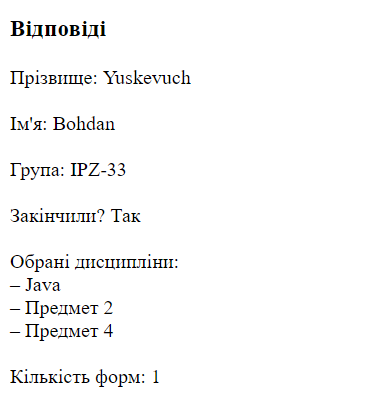 Відповіді
Прізвище: Yuskevuch
Ім'я: Bohdan
Група: IPZ-33
Закінчили? Так
Обрані дисципліни:
– Java
– Предмет 2
– Предмет 4
Кількість форм: 1